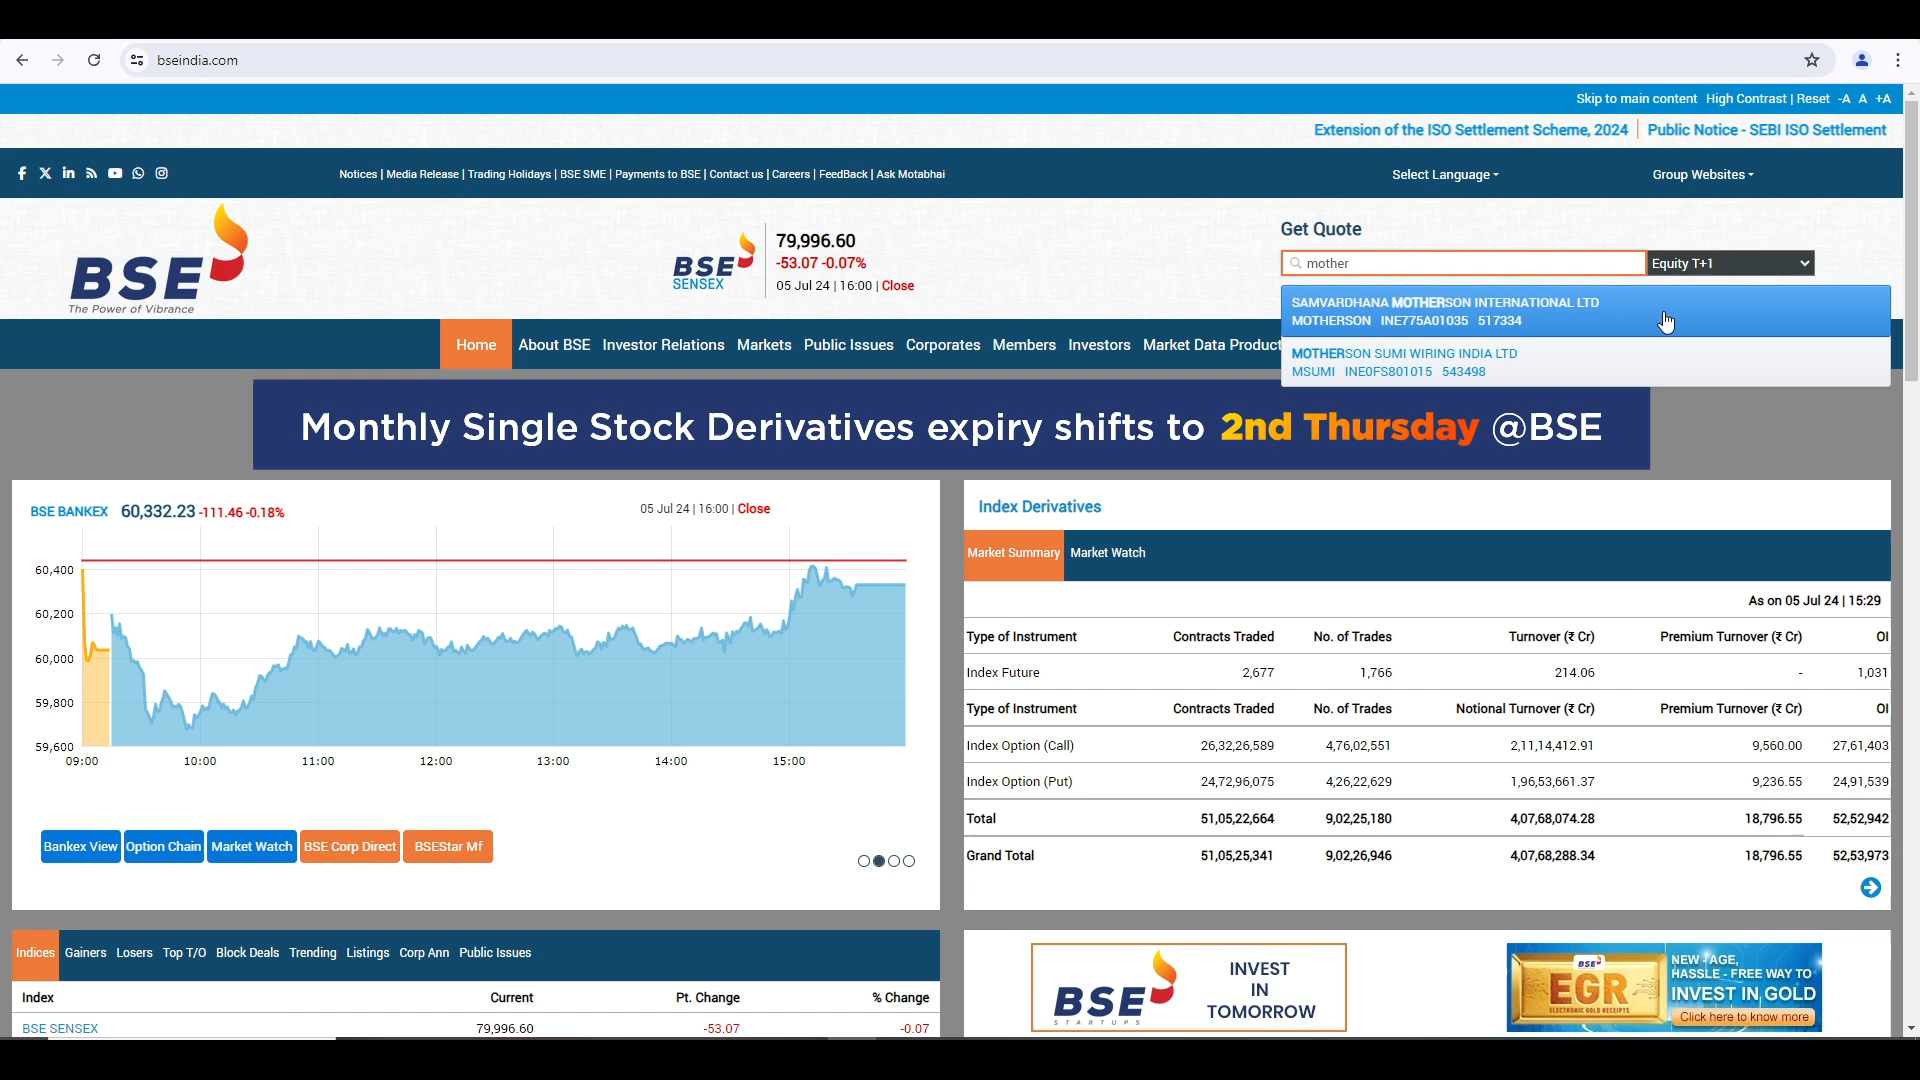 bseindia.com
Skip to main content High Contrast | Reset -A A +A
Extension of the ISO Settlement Scheme, 2024 | Public Notice - SEBI ISO Settlement
Notices | Media Release | Trading Holidays | BSE SME | Payments to BSE | Contact us | Careers | FeedBack | Ask Motabhai
Select Language
Group Websites
BSE
The Power of Vibrance
BSE
SENSEX
79,996.60
-53.07 -0.07%
05 Jul 24 | 16:00 | Close
Get Quote
mother
Equity T+1
SAMVARDHANA MOTHERSON INTERNATIONAL LTD
MOTHERSON INE775A01035 517334
MOTHERSON SUMI WIRING INDIA LTD
MSUMI INE0FS801015 543498
Home About BSE Investor Relations Markets Public Issues Corporates Members Investors Market Data Product
Monthly Single Stock Derivatives expiry shifts to 2nd Thursday @BSE
BSE BANKEX 60,332.23 -111.46 -0.18%
05 Jul 24 | 16:00 | Close
60,400
60,200
60,000
59,800
59,600
09:00 10:00 11:00 12:00 13:00 14:00 15:00
Bankex View Option Chain Market Watch BSE Corp Direct BSEStar Mf
Index Derivatives
Market Summary Market Watch
As on 05 Jul 24 | 15:29
Type of Instrument Contracts Traded No. of Trades Turnover (₹ Cr) Premium Turnover (₹ Cr) OI
Index Future 2,677 1,766 214.06 - 1,031
Type of Instrument Contracts Traded No. of Trades Notional Turnover (₹ Cr) Premium Turnover (₹ Cr) OI
Index Option (Call) 26,32,26,589 4,76,02,551 2,11,14,412.91 9,560.00 27,61,403
Index Option (Put) 24,72,96,075 4,26,22,629 1,96,53,661.37 9,236.55 24,91,539
Total 51,05,22,664 9,02,25,180 4,07,68,074.28 18,796.55 52,52,942
Grand Total 51,05,25,341 9,02,26,946 4,07,68,288.34 18,796.55 52,53,973
Indices Gainers Losers Top T/O Block Deals Trending Listings Corp Ann Public Issues
Index Current Pt. Change % Change
BSE SENSEX 79,996.60 -53.07 -0.07
BSE
STARTUPS
INVEST
IN
TOMORROW
BSE
EGR
ELECTRONIC GOLD RECEIPTS
NEW - AGE,
HASSLE - FREE WAY TO
INVEST IN GOLD
Click here to know more